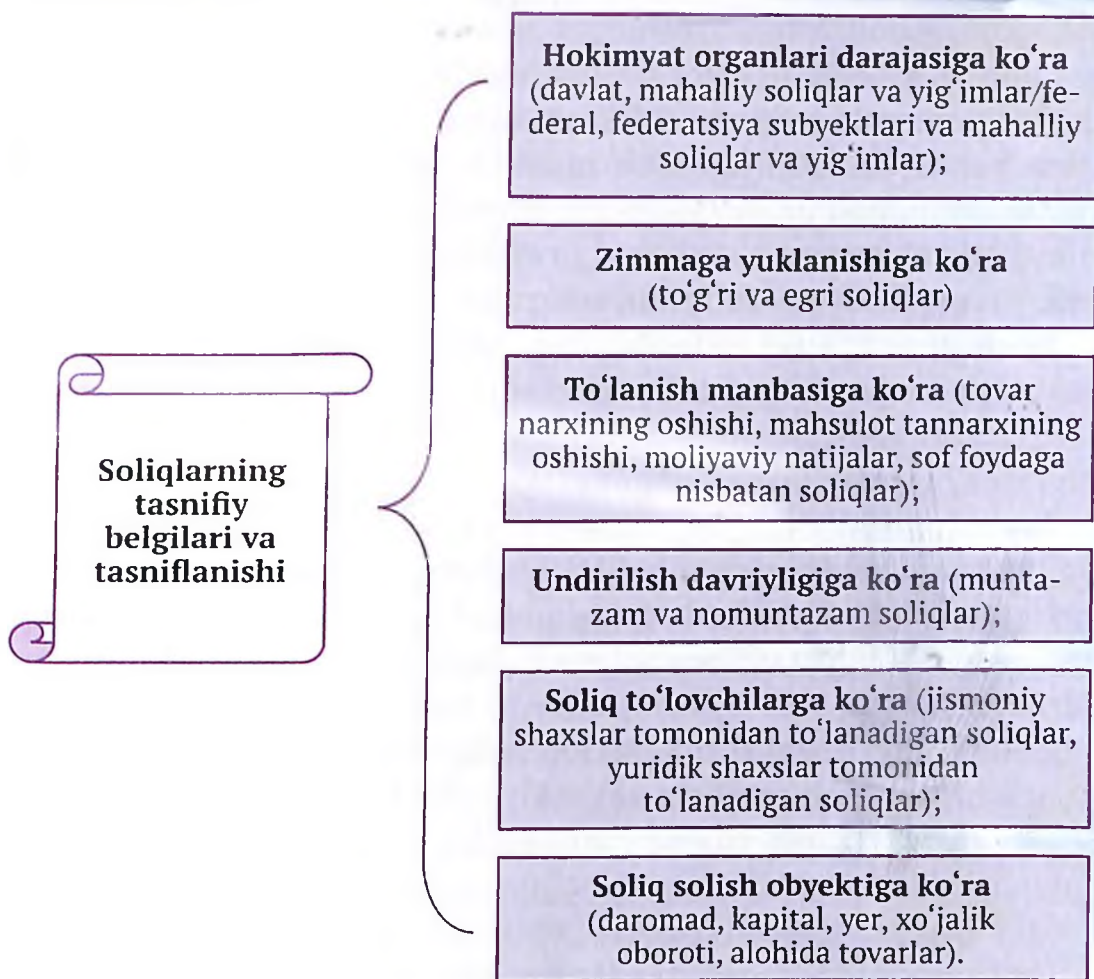 Soliqlarning
tasnifiy
belgilari va
tasniflanishi
Hokimyat organlari darajasiga ko‘ra
(davlat, mahalliy soliqlar va yig‘imlar/fe-
deral, federatsiya subyektlari va mahalliy
soliqlar va yig‘imlar);
Zimmaga yuklanishiga ko‘ra
(to‘g‘ri va egri soliqlar)
To‘lanish manbasiga ko‘ra (tovar
narxining oshishi, mahsulot tannarxining
oshishi, moliyaviy natijalar, sof foydaga
nisbatan soliqlar);
Undirilish davriyligiga ko‘ra (munta-
zam va nomuntazam soliqlar);
Soliq to‘lovchilarga ko‘ra (jismoniy
shaxslar tomonidan to‘lanadigan soliqlar,
yuridik shaxslar tomonidan
to‘lanadigan soliqlar);
Soliq solish obyektiga ko‘ra
(daromad, kapital, yer, xo‘jalik
oboroti, alohida tovarlar).